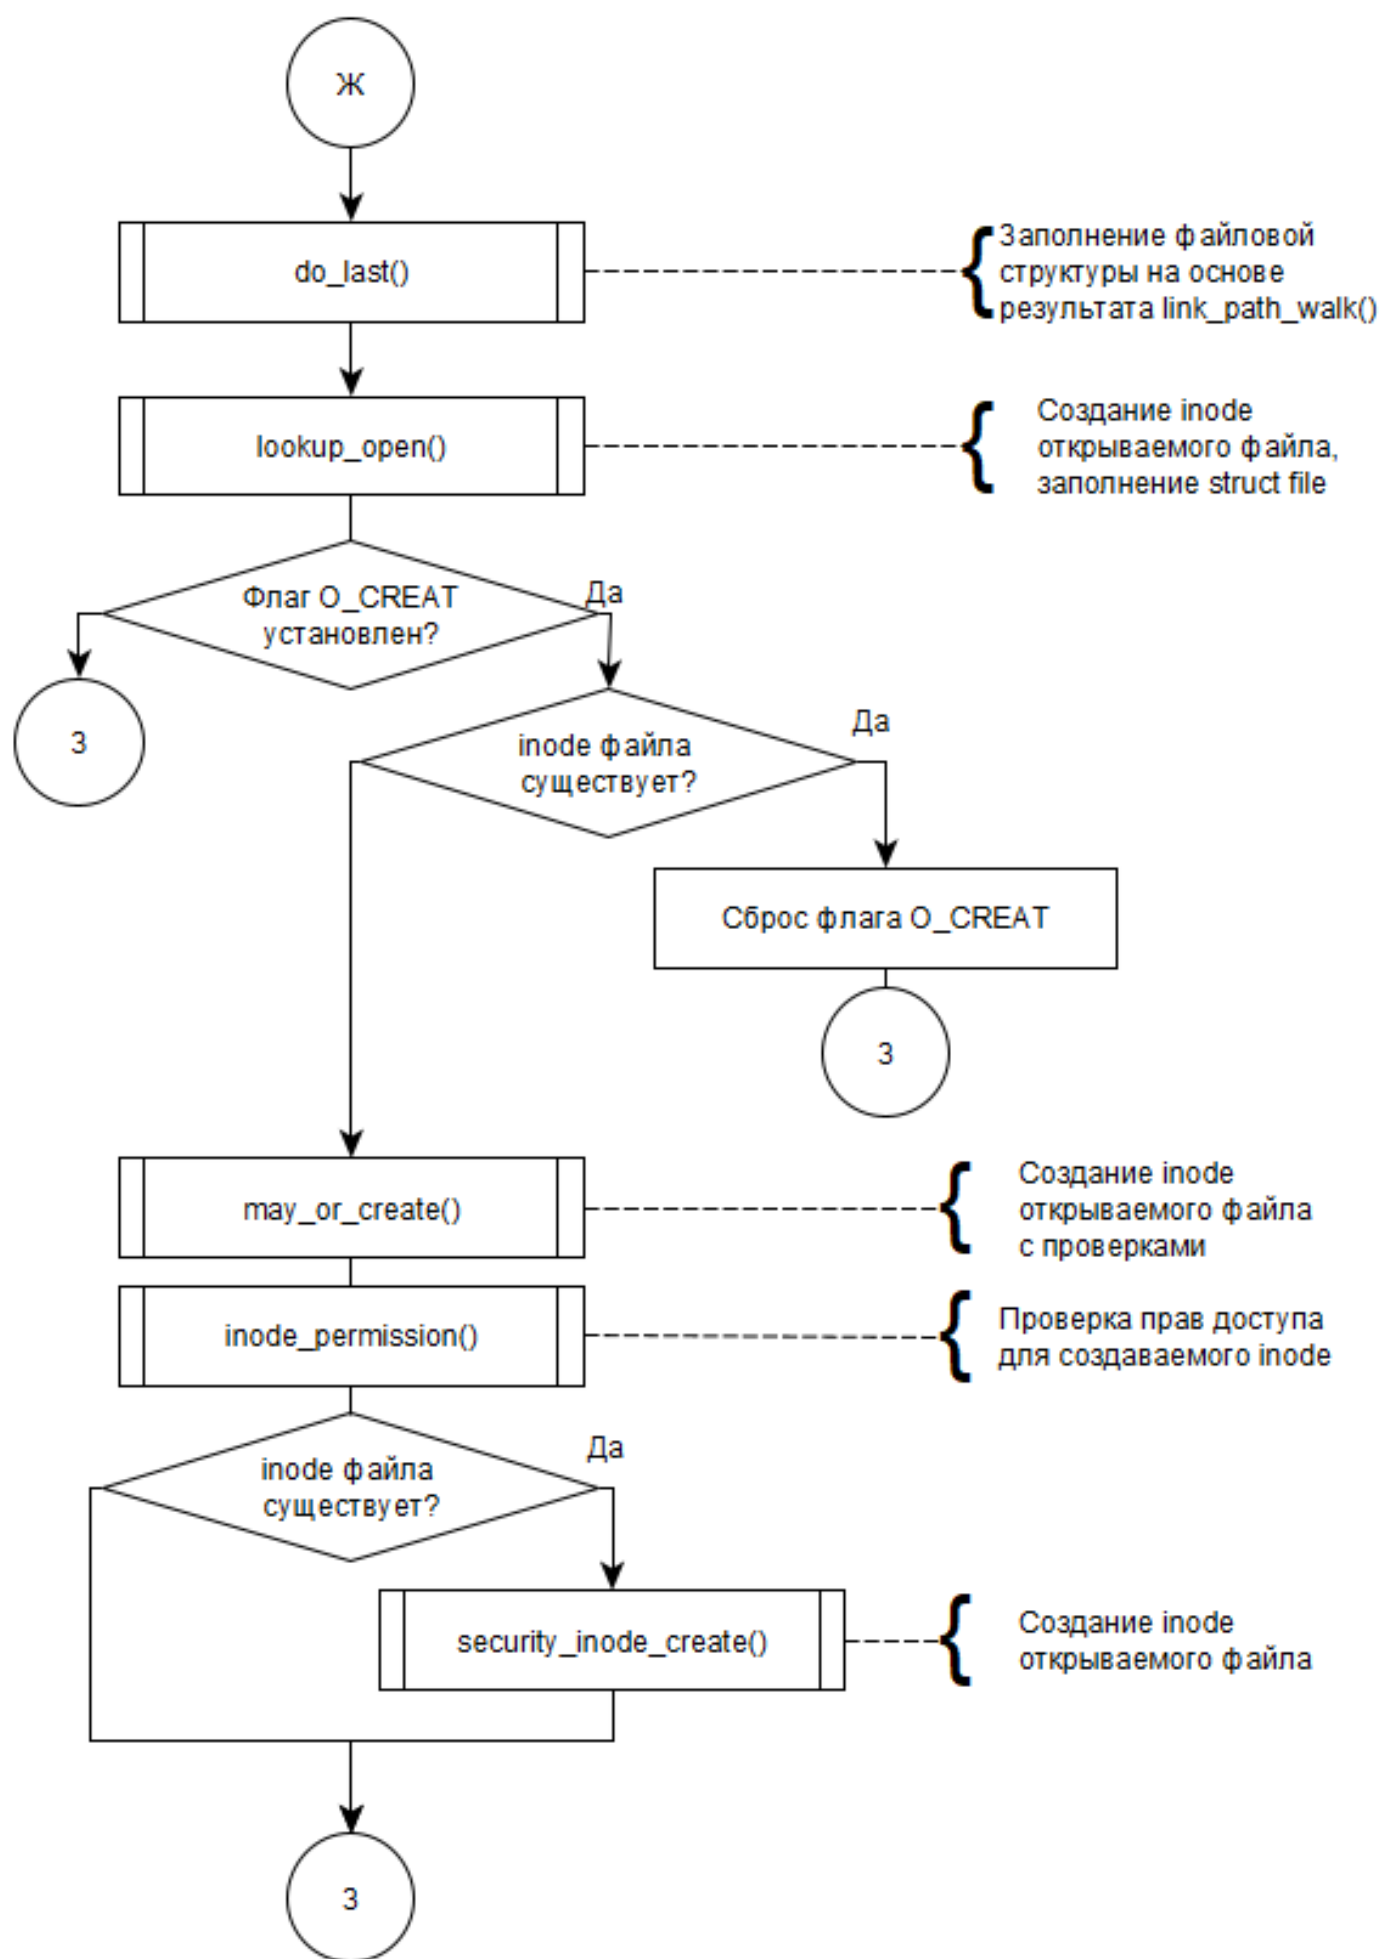 Ж
do_last()
Заполнение файловой
структуры на основе
результата link_path_walk()
lookup_open()
Создание inode
открываемого файла,
заполнение struct file
Флаг O_CREAT
установлен?
Да
З
inode файла
существует?
Да
Сброс флага O_CREAT
З
may_or_create()
Создание inode
открываемого файла
с проверками
inode_permission()
Проверка прав доступа
для создаваемого inode
inode файла
существует?
Да
security_inode_create()
Создание inode
открываемого файла
З